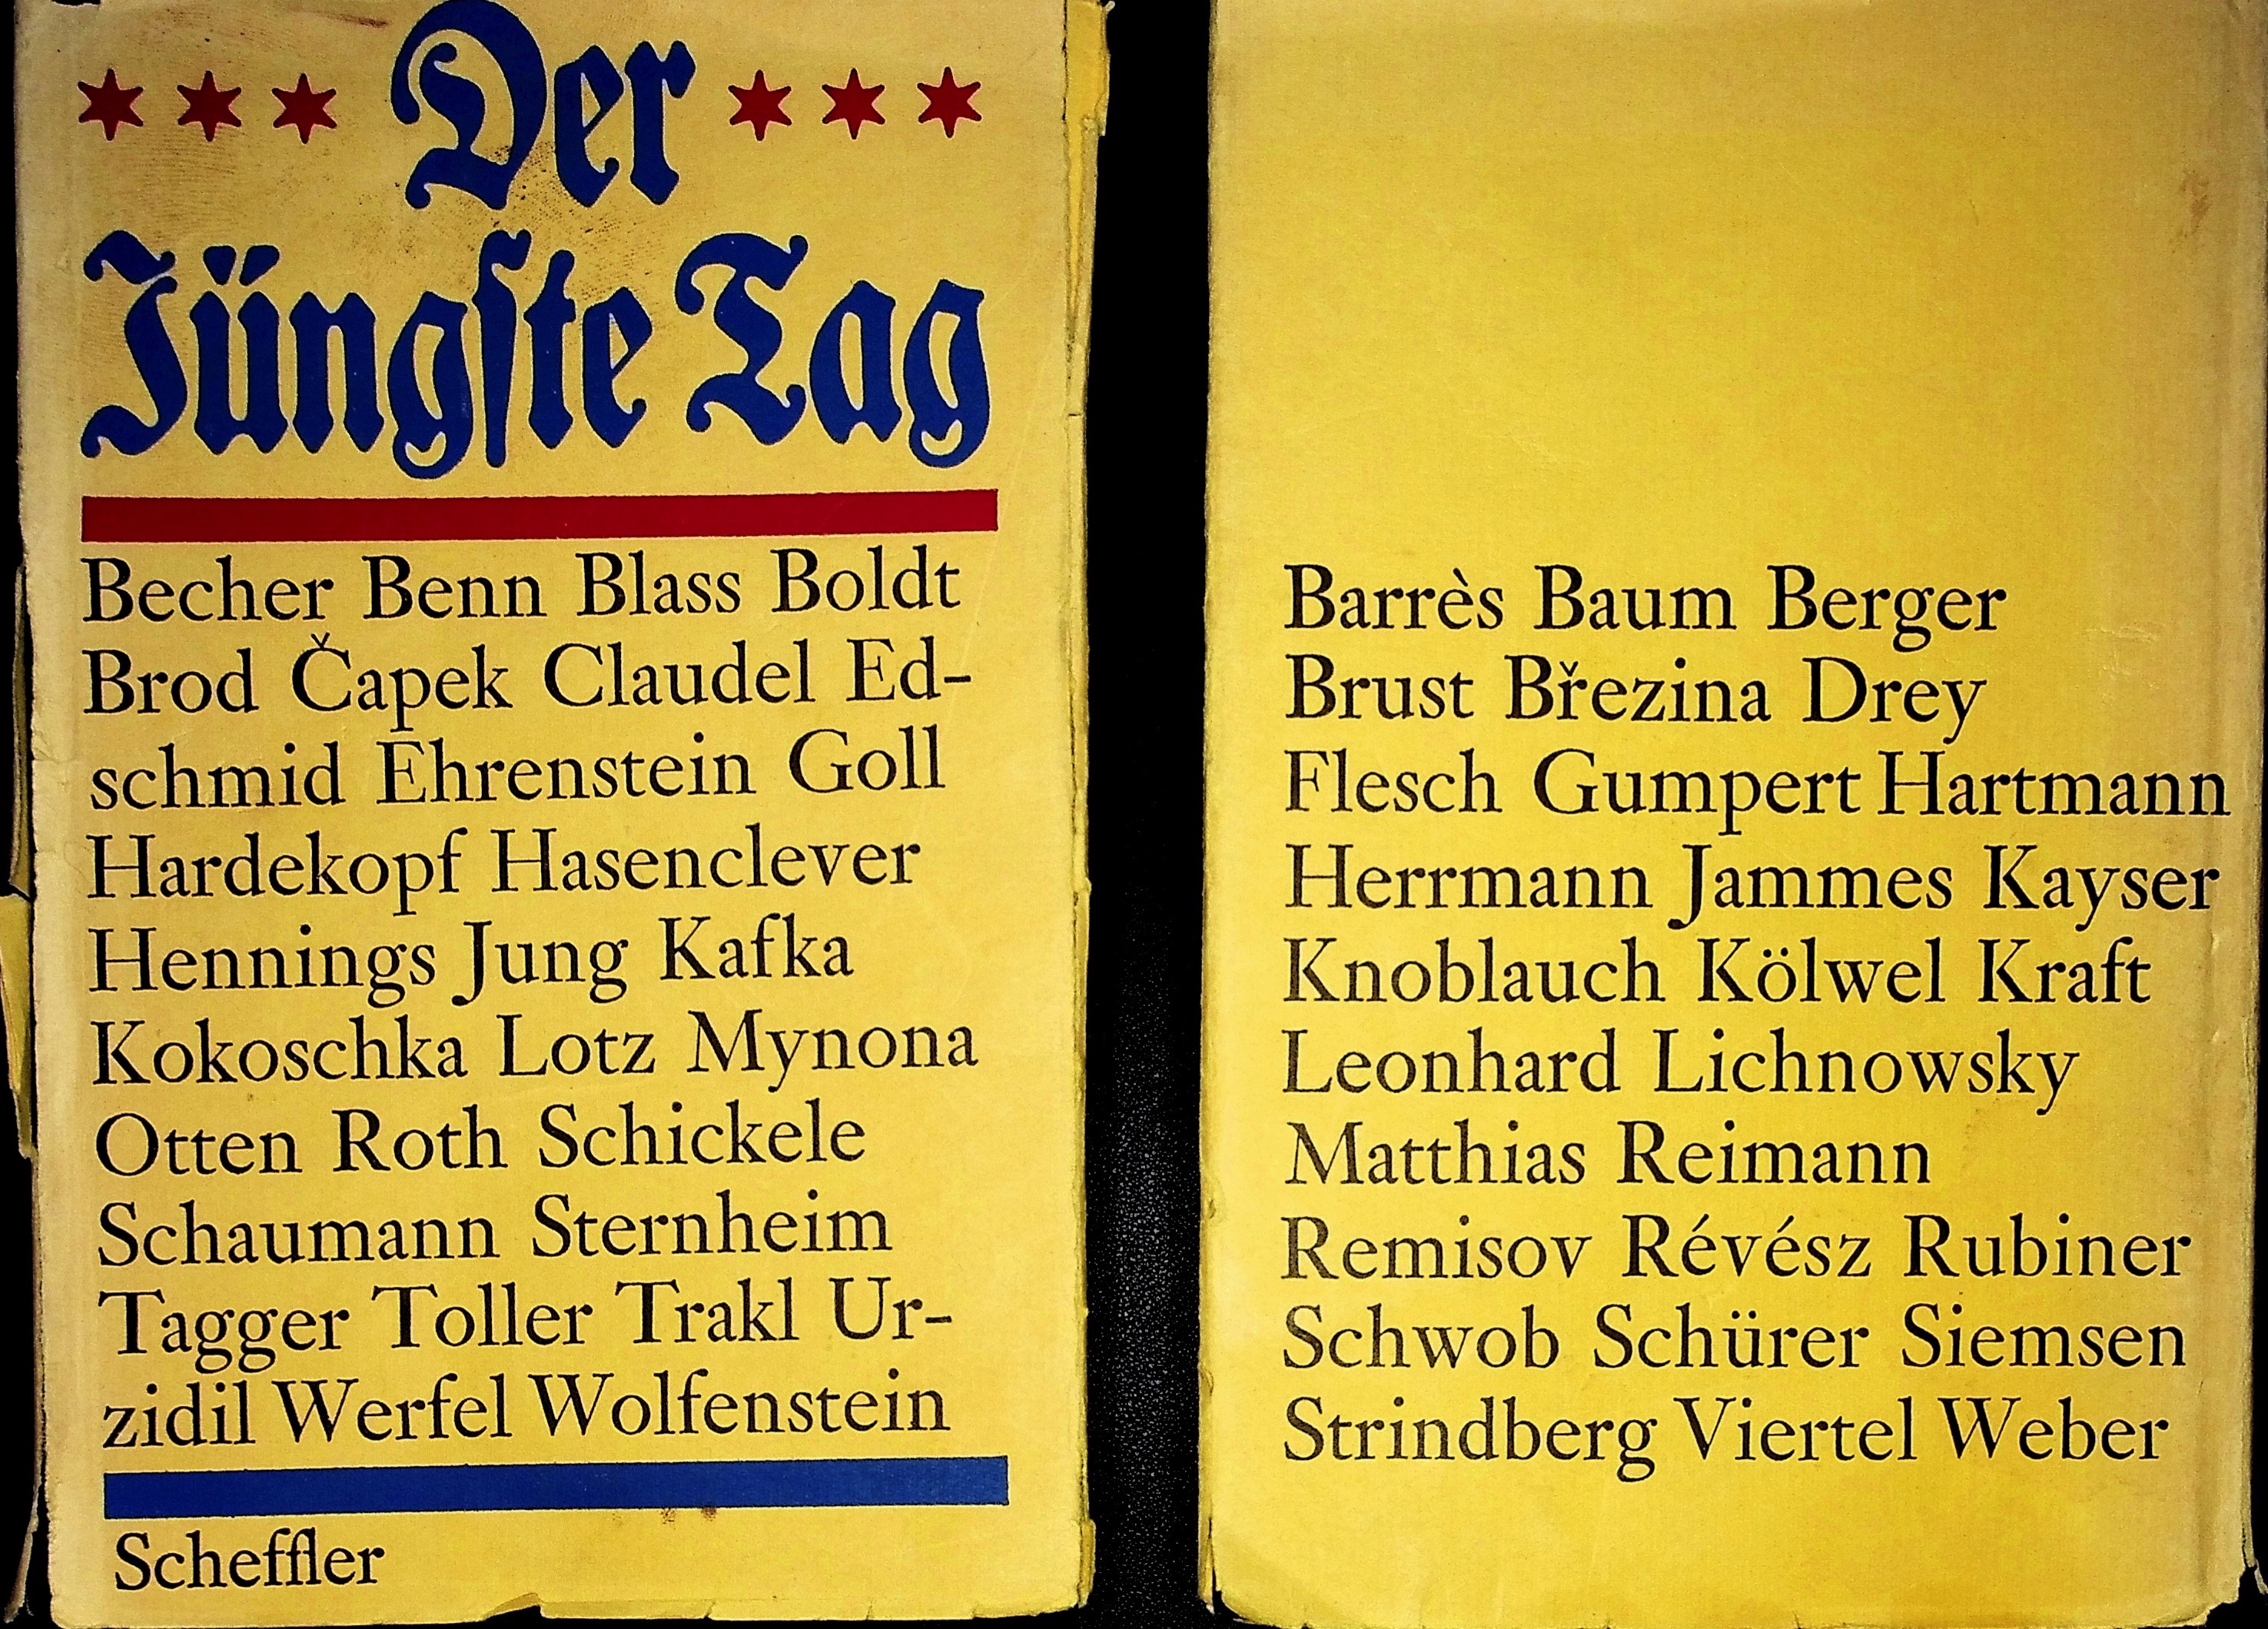 Der
Jüngste Tag
Becher Benn Blass Boldt
Brod Čapek Claudel Ed-
schmid Ehrenstein Goll
Hardekopf Hasenclever
Hennings Jung Kafka
Kokoschka Lotz Mynona
Otten Roth Schickele
Schaumann Sternheim
Tagger Toller Trakl Ur-
zidil Werfel Wolfenstein
Scheffler
Barrès Baum Berger
Brust Březina Drey
Flesch Gumpert Hartmann
Herrmann Jammes Kayser
Knoblauch Kölwel Kraft
Leonhard Lichnowsky
Matthias Reimann
Remisov Révész Rubiner
Schwob Schürer Siemsen
Strindberg Viertel Weber